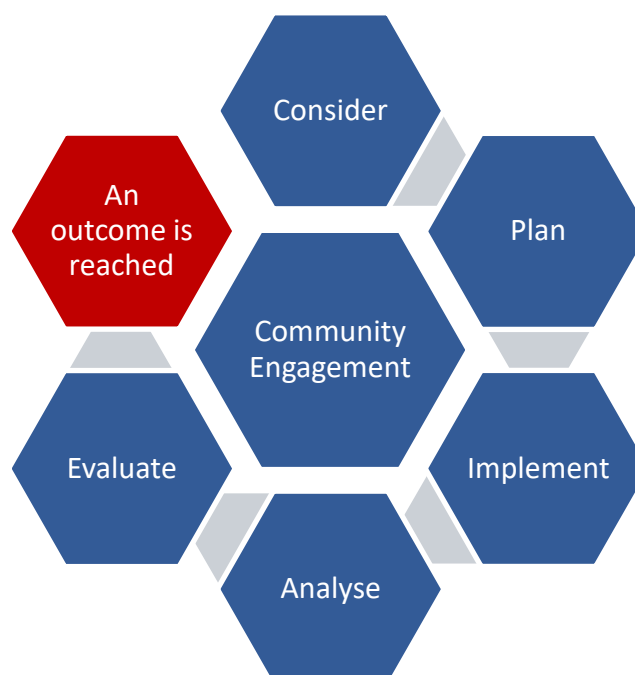 Consider
Plan
Implement
Analyse
Evaluate
An
outcome is
reached
Community
Engagement